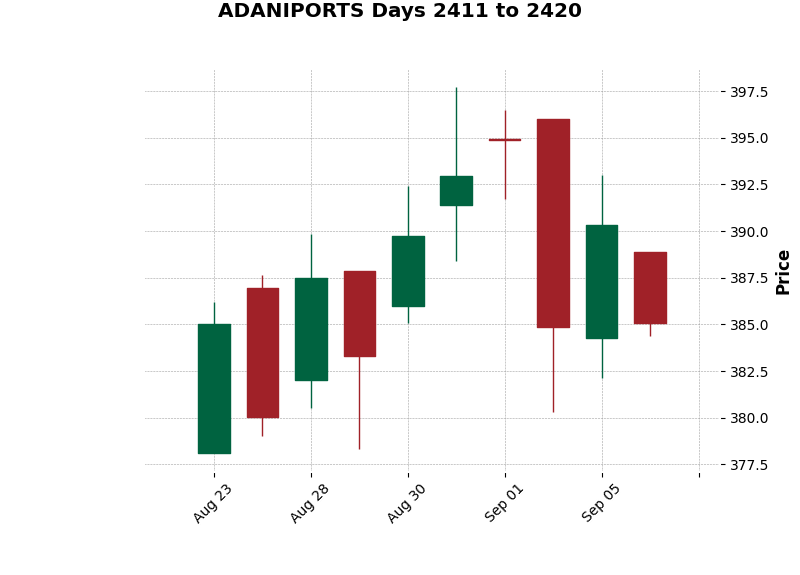 ADANIPORTS Days 2411 to 2420
397.5
395.0
392.5
390.0
387.5
385.0
382.5
380.0
377.5
Price
Aug 23
Aug 28
Aug 30
Sep 01
Sep 05